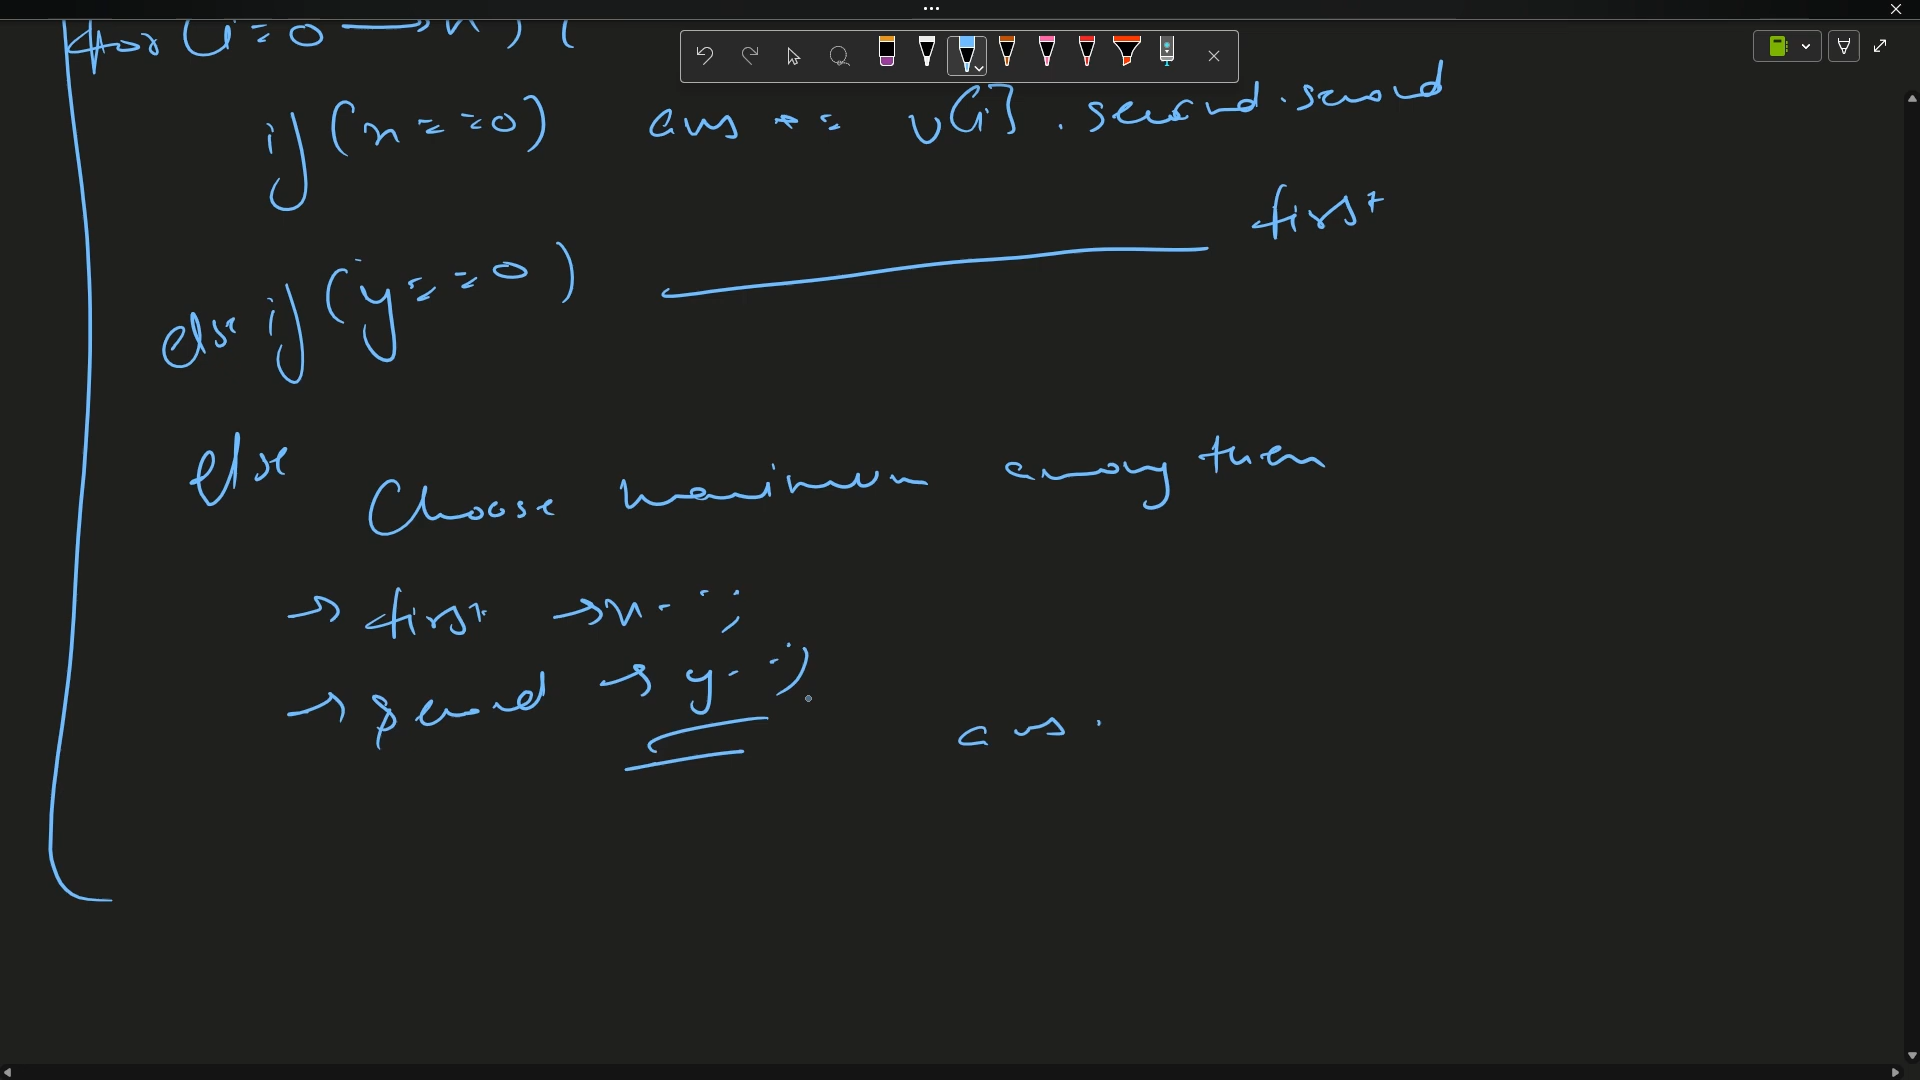 for (i = 0 → n) {
if (x == 0) ans += v[i].second.second
else if (y == 0) first
else
Choose maximum among them
→ first → x--;
→ second → y--;
ans.